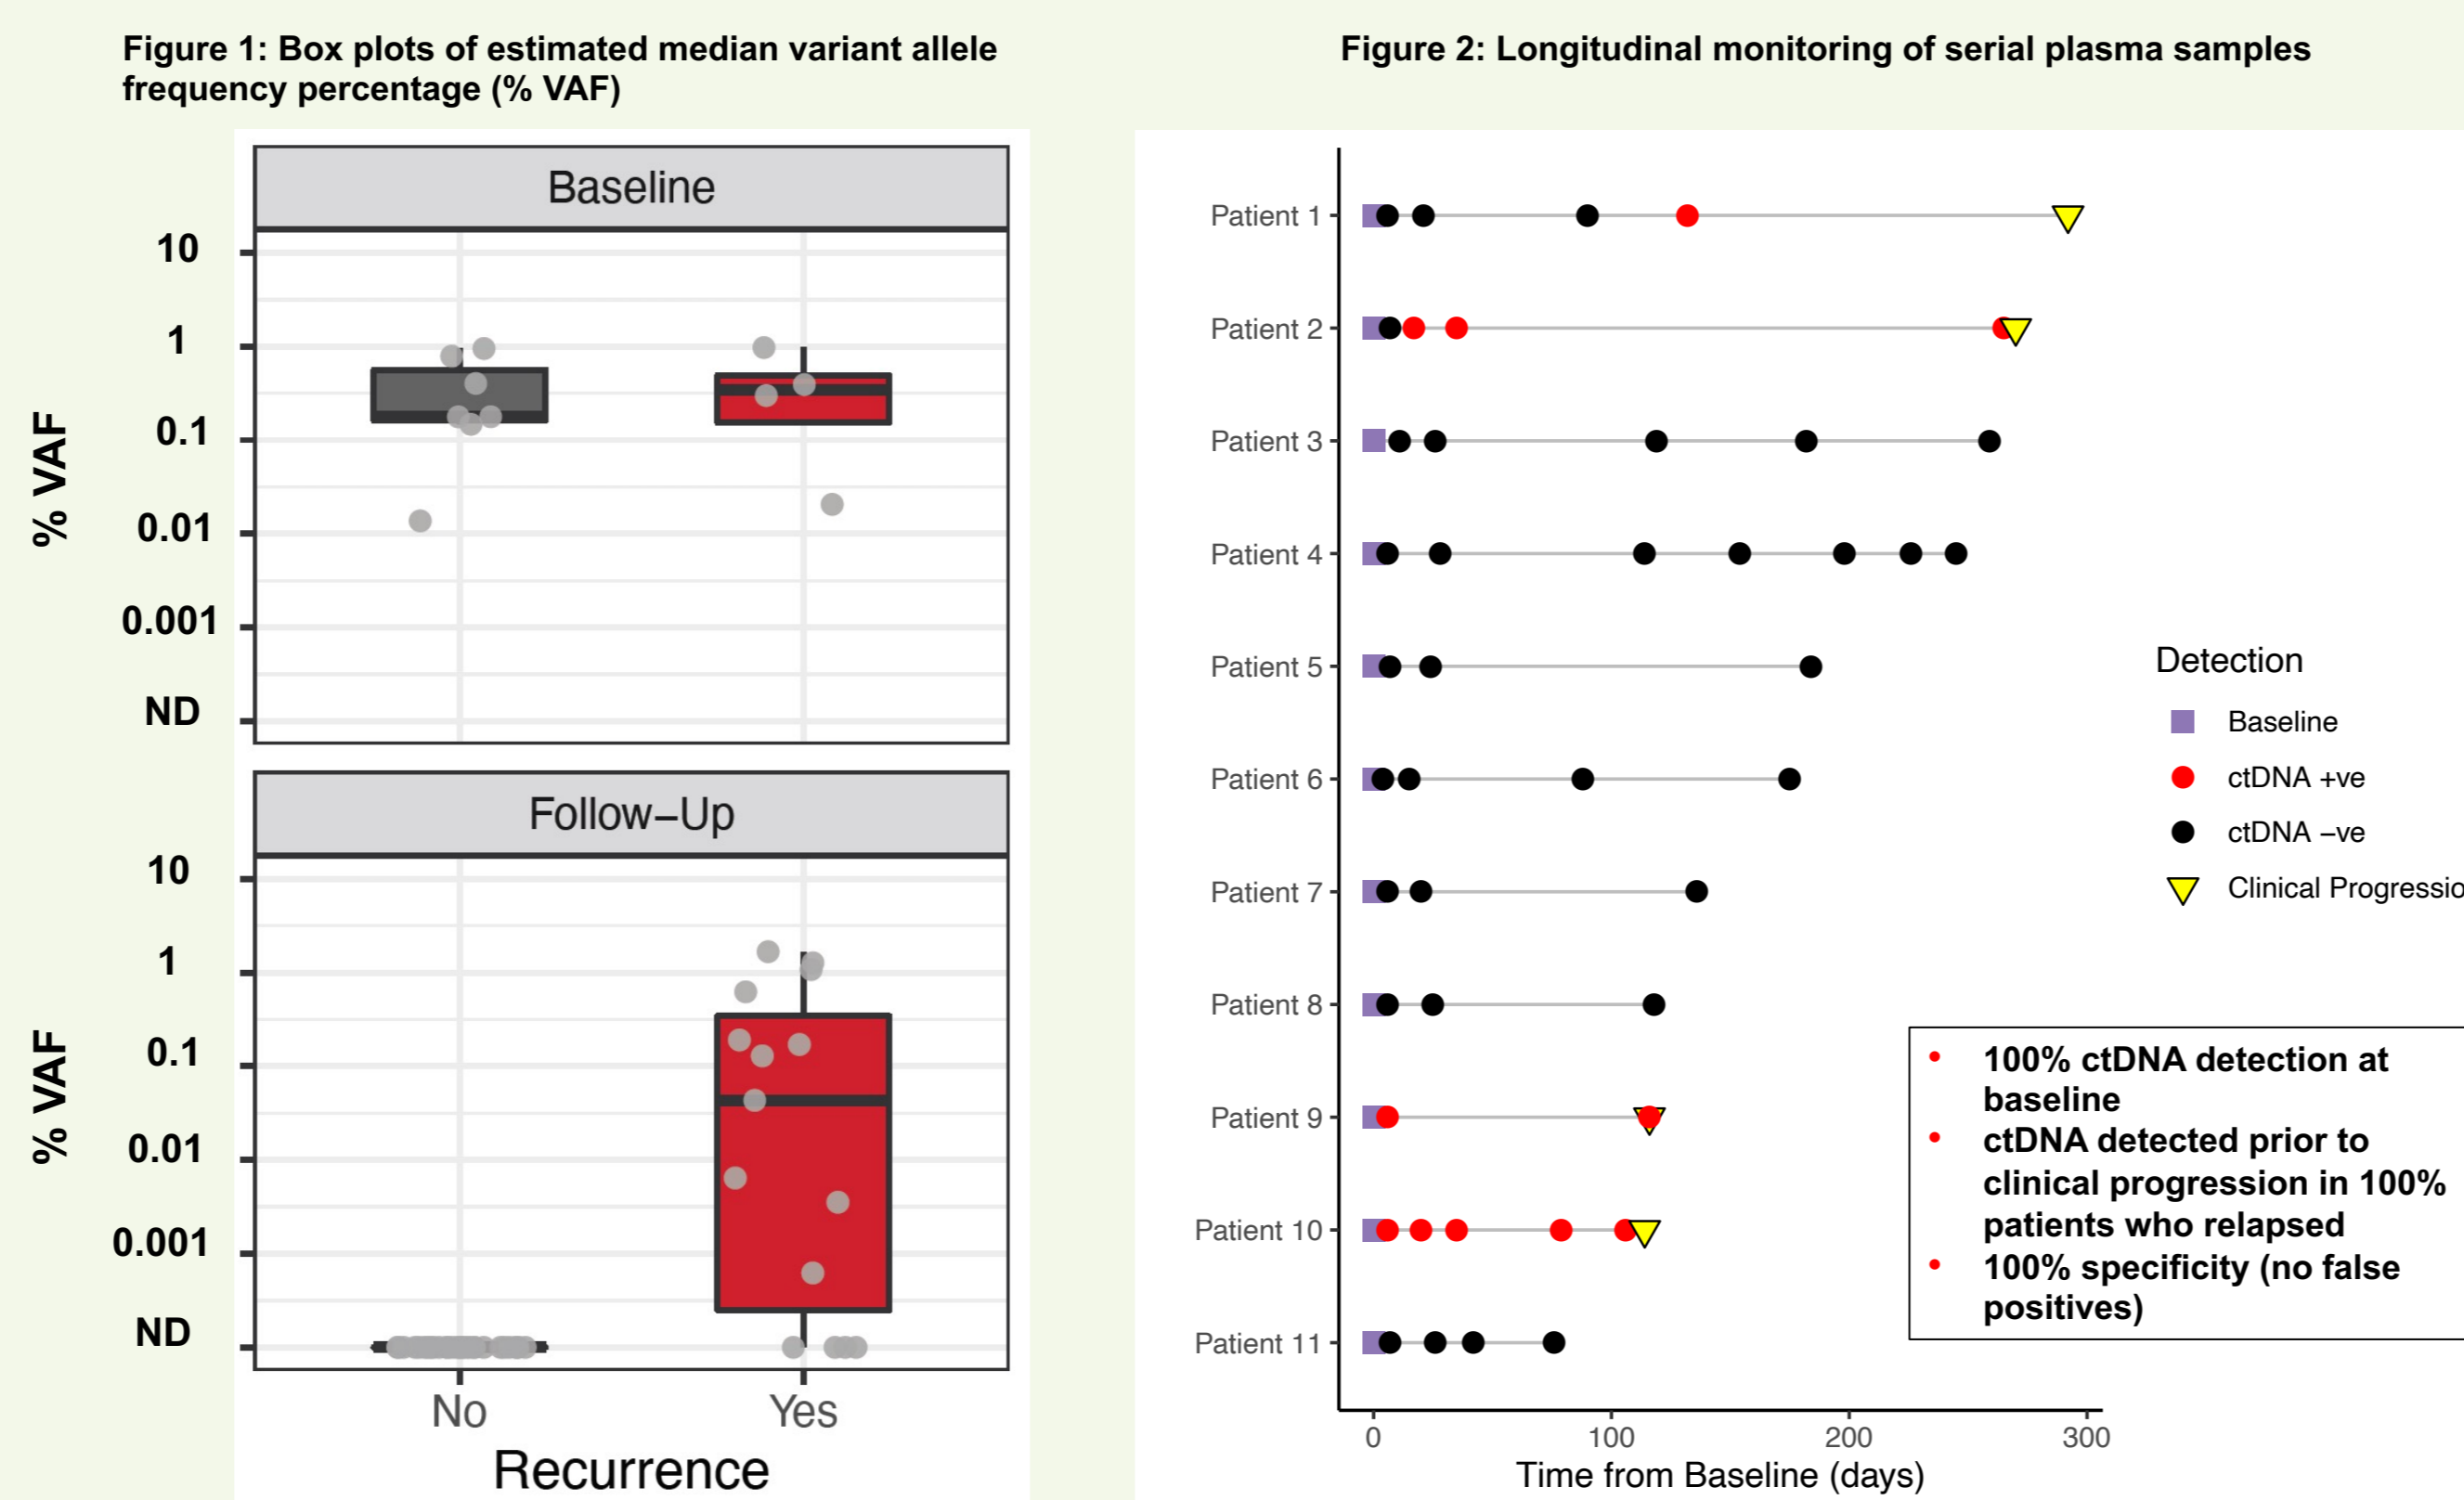 Figure 1: Box plots of estimated median variant allele
frequency percentage (% VAF)
Baseline
% VAF
10
1
0.1
0.01
0.001
ND
Follow–Up
% VAF
10
1
0.1
0.01
0.001
ND
No
Yes
Recurrence
Figure 2: Longitudinal monitoring of serial plasma samples
Patient 1
Patient 2
Patient 3
Patient 4
Patient 5
Patient 6
Patient 7
Patient 8
Patient 9
Patient 10
Patient 11
0
100
200
300
Time from Baseline (days)
Detection
Baseline
ctDNA +ve
ctDNA –ve
Clinical Progressio
• 100% ctDNA detection at
baseline
• ctDNA detected prior to
clinical progression in 100%
patients who relapsed
• 100% specificity (no false
positives)